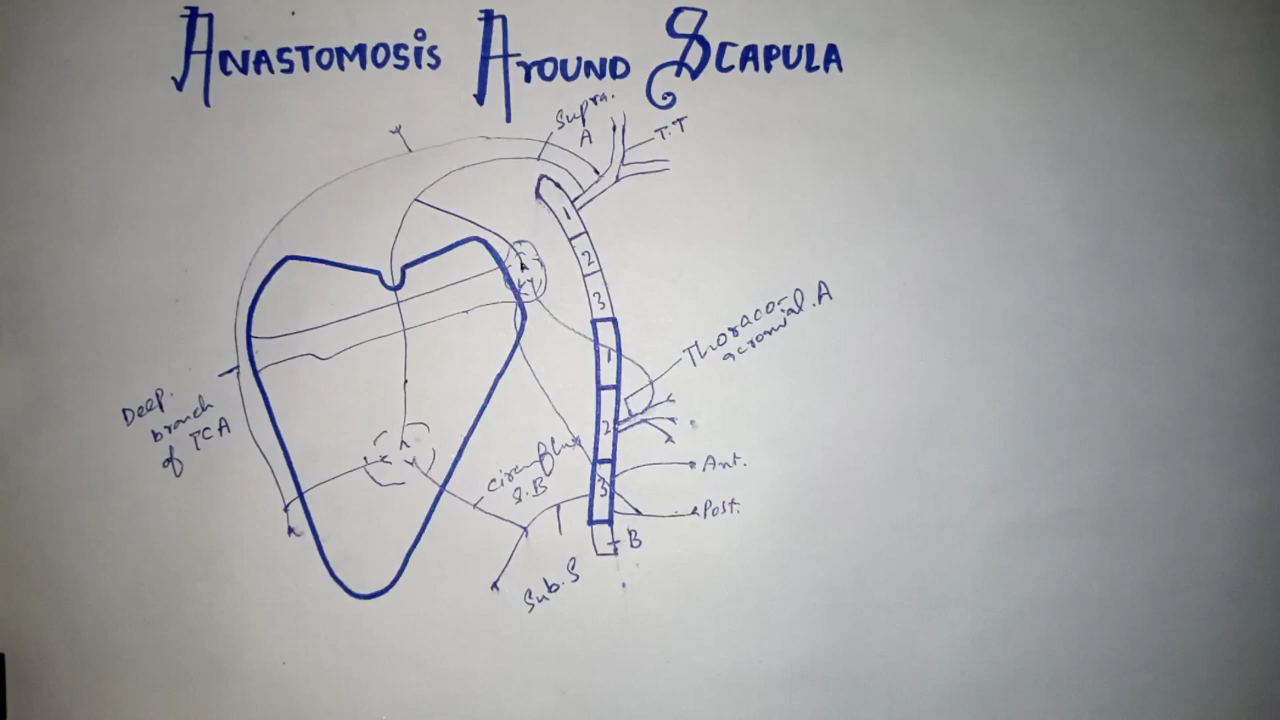 ANASTOMOSIS AROUND SCAPULA
Supra.
A
T.T
1
2
3
1
2
3
Thoraco-
acromial.A
Deep.
branch
of TCA
circumflux
S.B
Ant.
Post.
B
Sub.S